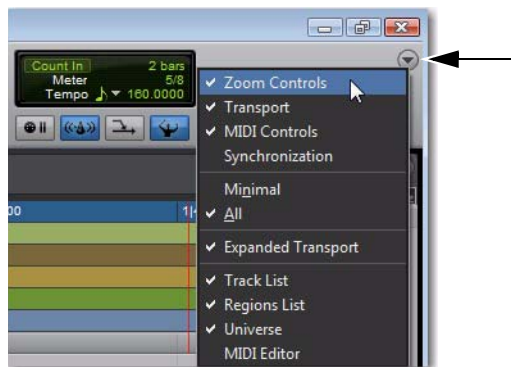 Count In 2 bars
Meter 5/8
Tempo 160.0000
Zoom Controls
Transport
MIDI Controls
Synchronization
Minimal
All
Expanded Transport
Track List
Regions List
Universe
MIDI Editor
00